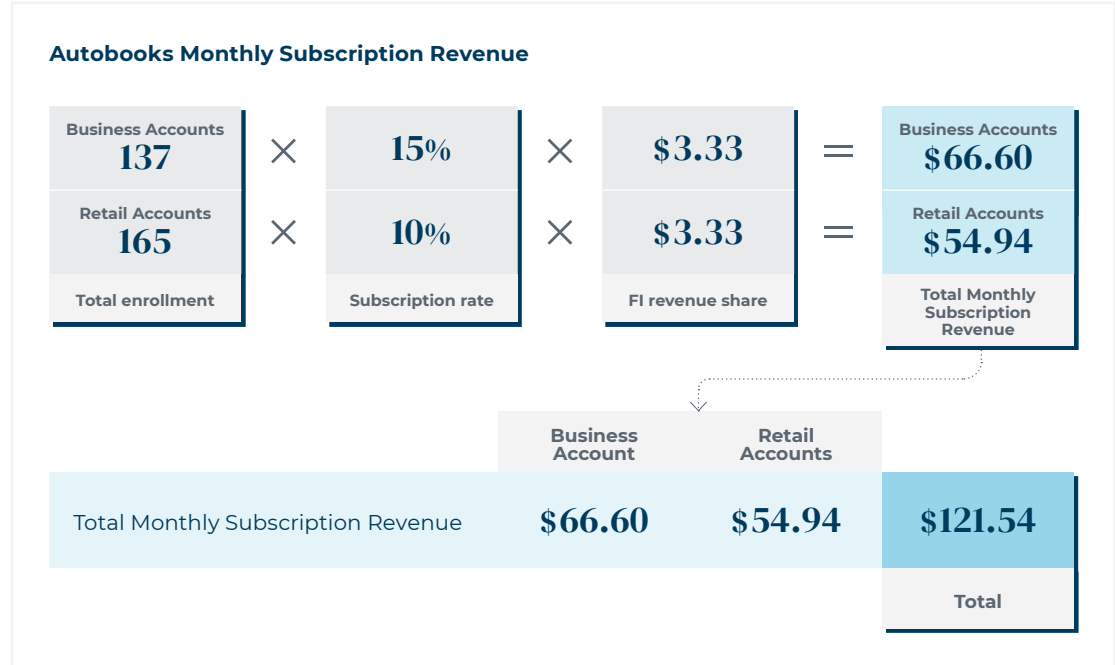 Autobooks Monthly Subscription Revenue
Business Accounts
137
×
15%
×
$3.33
=
Business Accounts
$66.60
Retail Accounts
165
×
10%
×
$3.33
=
Retail Accounts
$54.94
Total enrollment
Subscription rate
FI revenue share
Total Monthly
Subscription
Revenue
Business
Account
Retail
Accounts
Total Monthly Subscription Revenue
$66.60
$54.94
$121.54
Total